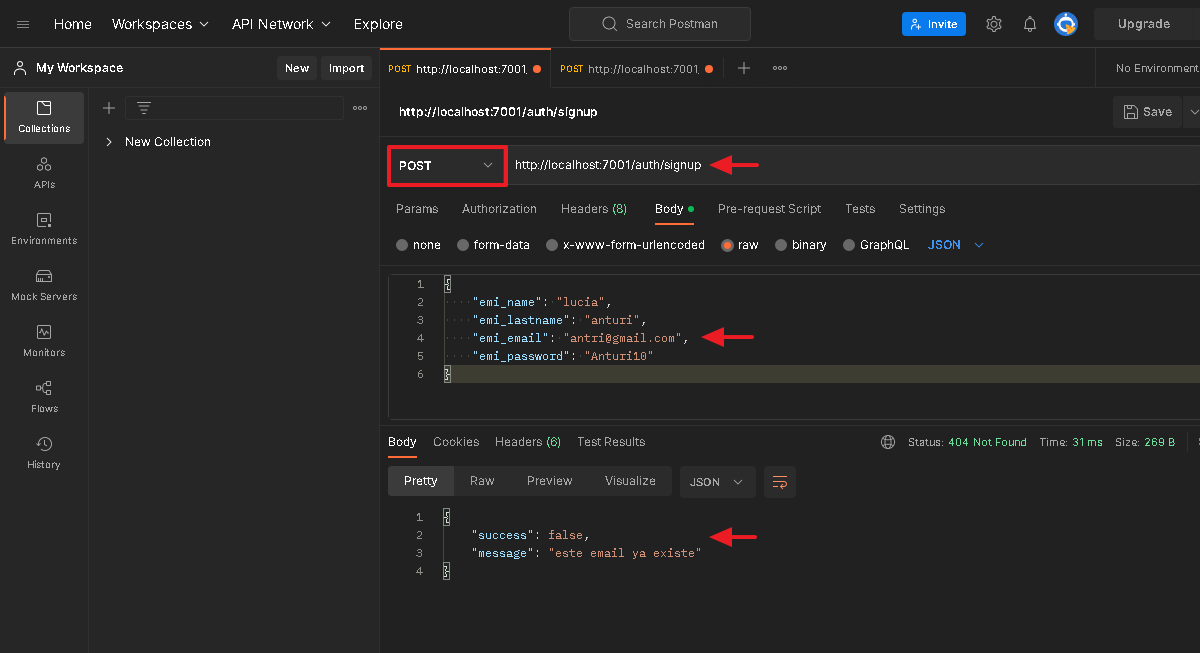 Home Workspaces API Network Explore Search Postman Invite Upgrade
My Workspace New Import POST http://localhost:7001, POST http://localhost:7001, No Environment
Collections
http://localhost:7001/auth/signup Save
New Collection
POST http://localhost:7001/auth/signup
APIs
Params Authorization Headers (8) Body Pre-request Script Tests Settings
Environments
none form-data x-www-form-urlencoded raw binary GraphQL JSON
Mock Servers
1 {
2 "emi_name": "lucia",
3 "emi_lastname": "anturi",
4 "emi_email": "antri@gmail.com",
5 "emi_password": "Anturi10"
6 }
Monitors
Flows
History
Body Cookies Headers (6) Test Results Status: 404 Not Found Time: 31 ms Size: 269 B
Pretty Raw Preview Visualize JSON
1 {
2 "success": false,
3 "message": "este email ya existe"
4 }